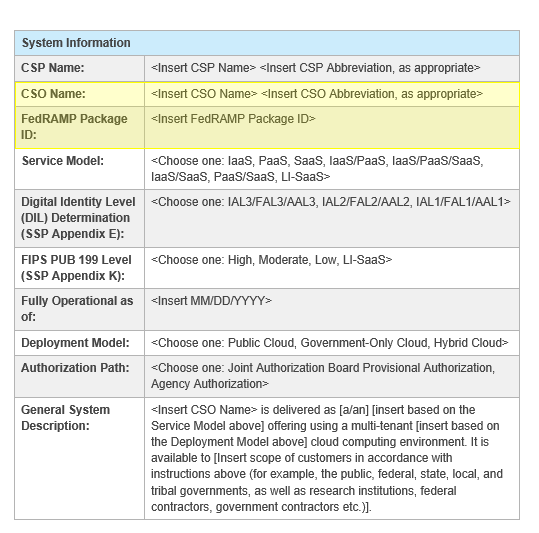 System Information
CSP Name: <Insert CSP Name> <Insert CSP Abbreviation, as appropriate>
CSO Name: <Insert CSO Name> <Insert CSO Abbreviation, as appropriate>
FedRAMP Package <Insert FedRAMP Package ID>
ID:
Service Model: <Choose one: IaaS, PaaS, SaaS, IaaS/PaaS, IaaS/PaaS/SaaS,
IaaS/SaaS, PaaS/SaaS, LI-SaaS>
Digital Identity Level <Choose one: IAL3/FAL3/AAL3, IAL2/FAL2/AAL2, IAL1/FAL1/AAL1>
(DIL) Determination
(SSP Appendix E):
FIPS PUB 199 Level <Choose one: High, Moderate, Low, LI-SaaS>
(SSP Appendix K):
Fully Operational as <Insert MM/DD/YYYY>
of:
Deployment Model: <Choose one: Public Cloud, Government-Only Cloud, Hybrid Cloud>
Authorization Path: <Choose one: Joint Authorization Board Provisional Authorization,
Agency Authorization>
General System <Insert CSO Name> is delivered as [a/an] [insert based on the
Description: Service Model above] offering using a multi-tenant [insert based on
the Deployment Model above] cloud computing environment. It is
available to [Insert scope of customers in accordance with
instructions above (for example, the public, federal, state, local, and
tribal governments, as well as research institutions, federal
contractors, government contractors etc.)].